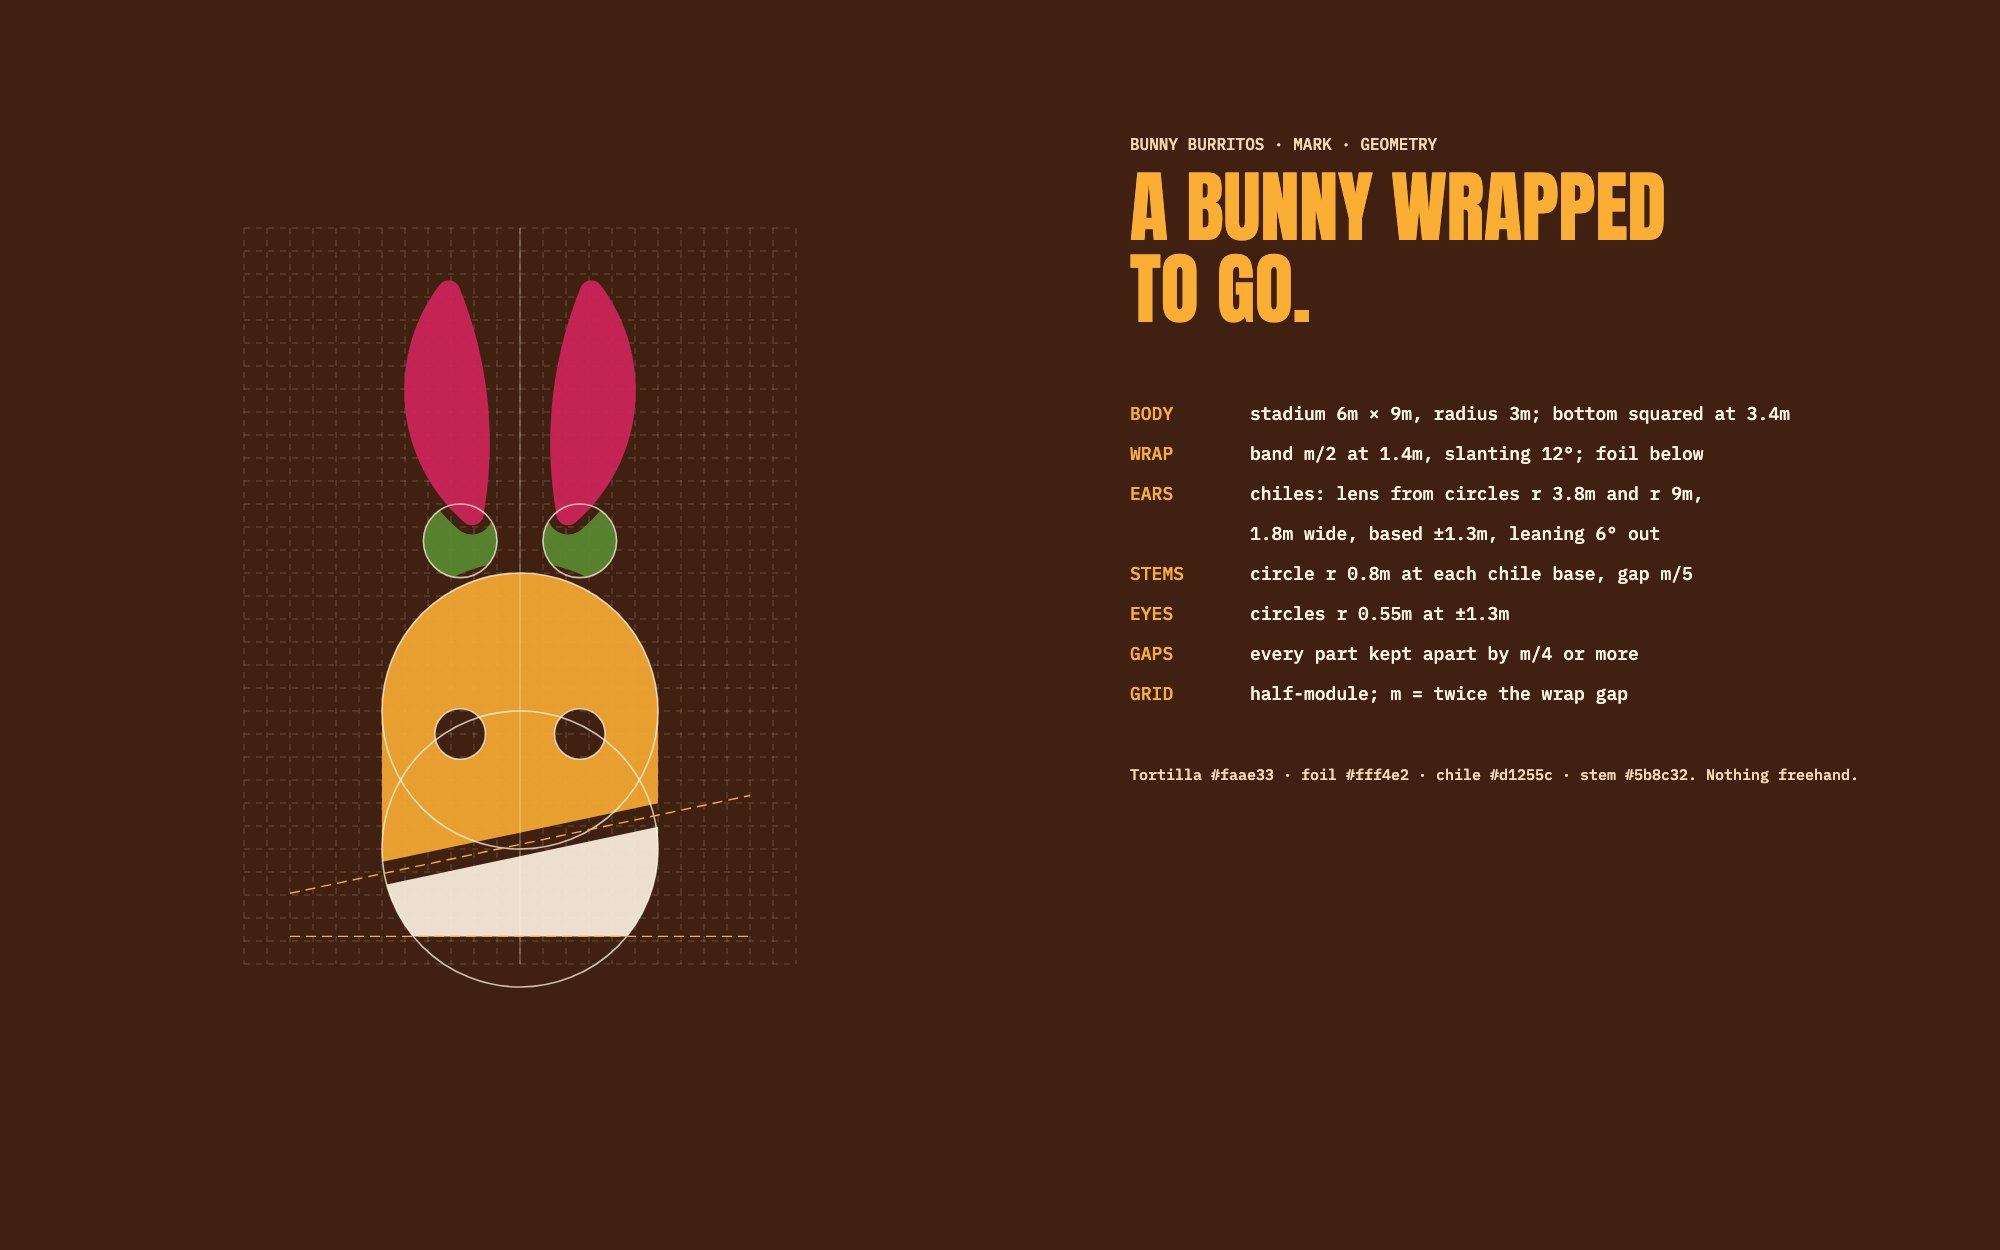 BUNNY BURRITOS · MARK · GEOMETRY
A BUNNY WRAPPED
TO GO.
BODY stadium 6m × 9m, radius 3m; bottom squared at 3.4m
WRAP band m/2 at 1.4m, slanting 12°; foil below
EARS chiles: lens from circles r 3.8m and r 9m,
1.8m wide, based ±1.3m, leaning 6° out
STEMS circle r 0.8m at each chile base, gap m/5
EYES circles r 0.55m at ±1.3m
GAPS every part kept apart by m/4 or more
GRID half-module; m = twice the wrap gap
Tortilla #faae33 · foil #fff4e2 · chile #d1255c · stem #5b8c32. Nothing freehand.